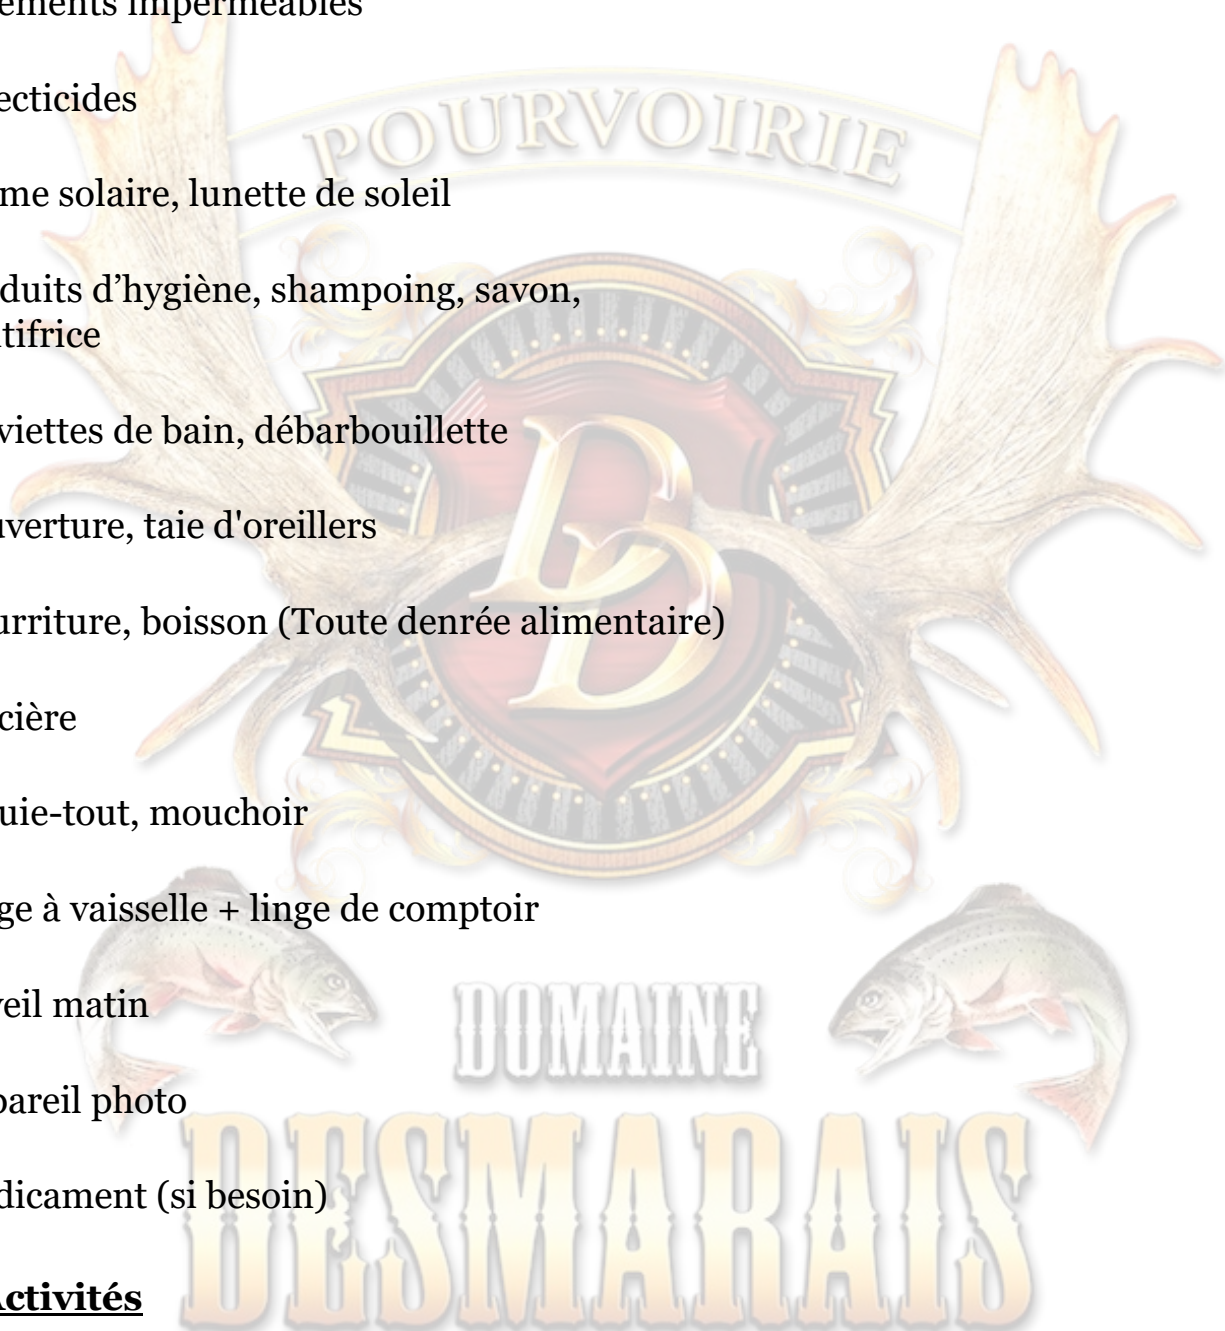 ements imperméables
ecticides
POURVOIRIE
me solaire, lunette de soleil
duits d’hygiène, shampoing, savon,
tifrice
viettes de bain, débarbouillette
uverture, taie d'oreillers
DD
urriture, boisson (Toute denrée alimentaire)
cière
uie-tout, mouchoir
ge à vaisselle + linge de comptoir
eil matin
DOMAINE
pareil photo
DESMARAIS
dicament (si besoin)
Activités